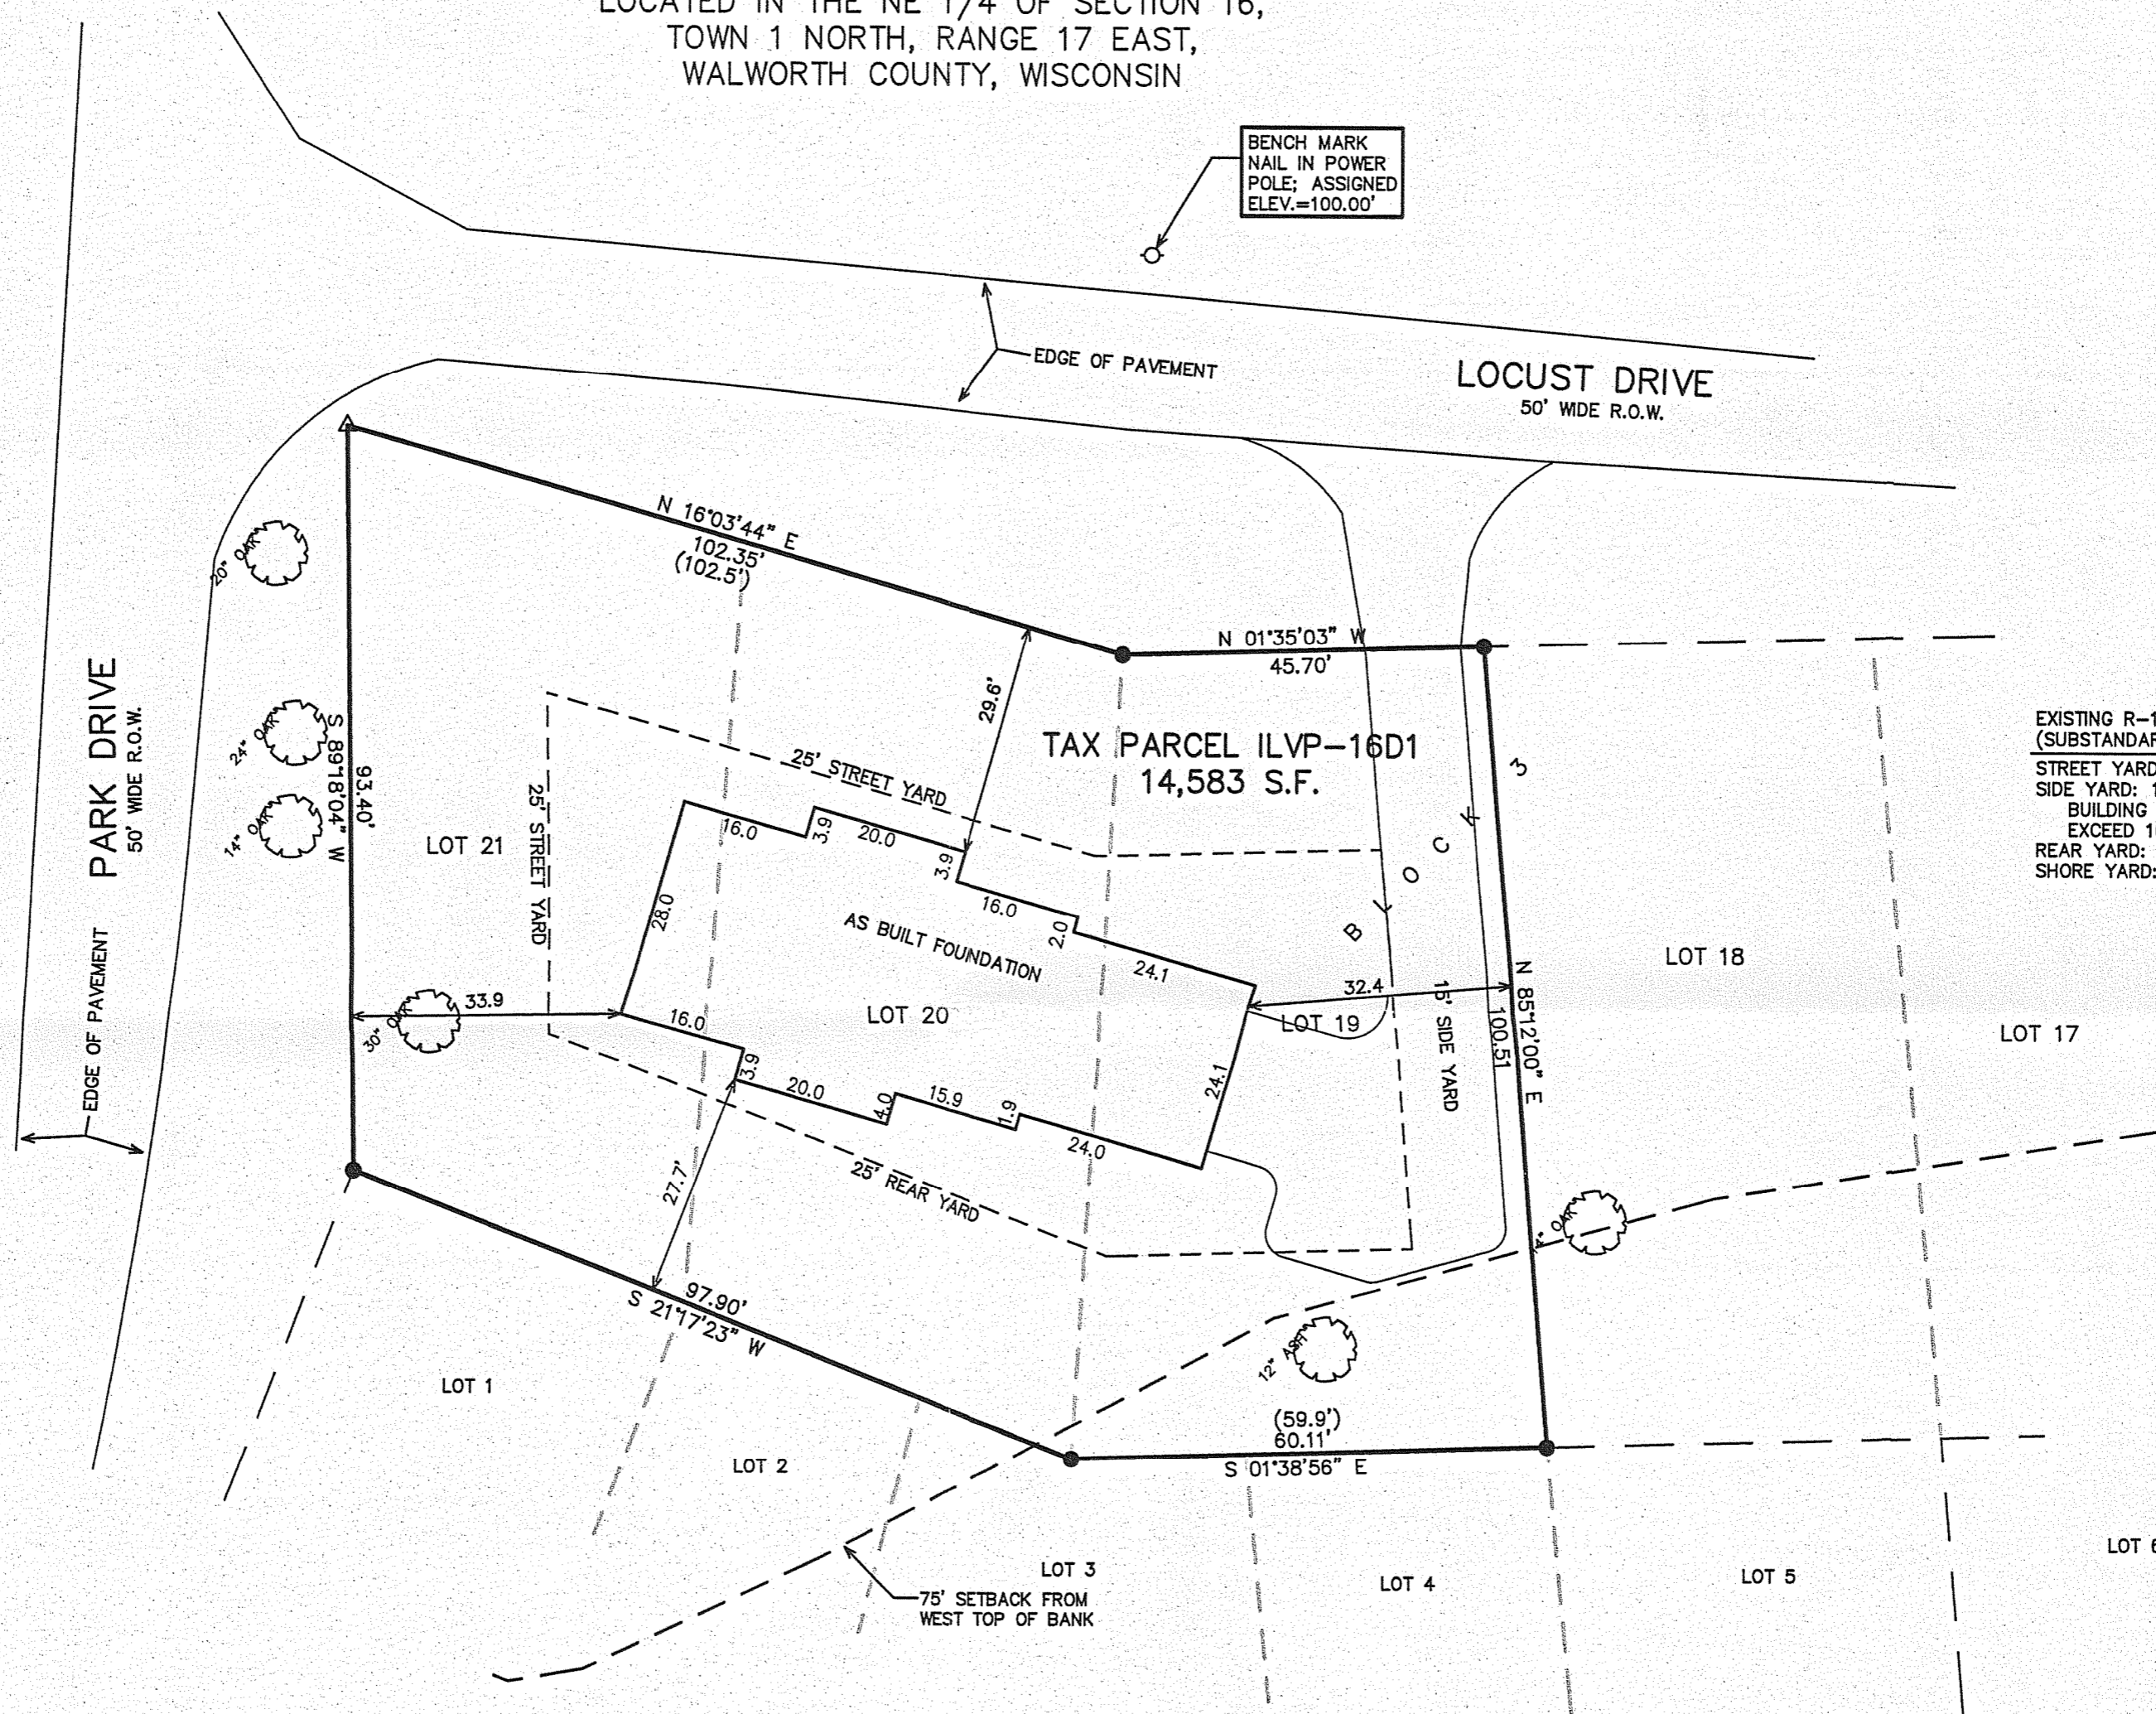 LOCATED IN THE NE 1/4 OF SECTION 16,
TOWN 1 NORTH, RANGE 17 EAST,
WALWORTH COUNTY, WISCONSIN
BENCH MARK
NAIL IN POWER
POLE; ASSIGNED
ELEV.=100.00'
EDGE OF PAVEMENT
LOCUST DRIVE
50' WIDE R.O.W.
N 16°03'44" E
102.35'
(102.5')
20" OAK
N 01°35'03" W
45.70'
29.6'
TAX PARCEL ILVP-16D1
14,583 S.F.
PARK DRIVE
50' WIDE R.O.W.
24" OAK
14" OAK
S 89°18'04" W
93.40'
EDGE OF PAVEMENT
25' STREET YARD
25' STREET YARD
LOT 21
16.0
3.9
20.0
3.9
16.0
2.0
24.1
28.0
AS BUILT FOUNDATION
BLOCK 3
LOT 18
EXISTING R-1
STREET YARD
SIDE YARD: 1
BUILDING
EXCEED 1
REAR YARD:
SHORE YARD:
33.9
30" OAK
16.0
3.9
20.0
4.0
15.9
1.9
24.0
24.1
LOT 20
32.4
LOT 19
15' SIDE YARD
N 85°12'00" E
100.51
LOT 17
27.7'
25' REAR YARD
97.90'
S 21°17'23" W
OAK
12" ASH
(59.9')
60.11'
S 01°38'56" E
LOT 1
LOT 2
LOT 3
LOT 4
LOT 5
LOT 6
75' SETBACK FROM
WEST TOP OF BANK